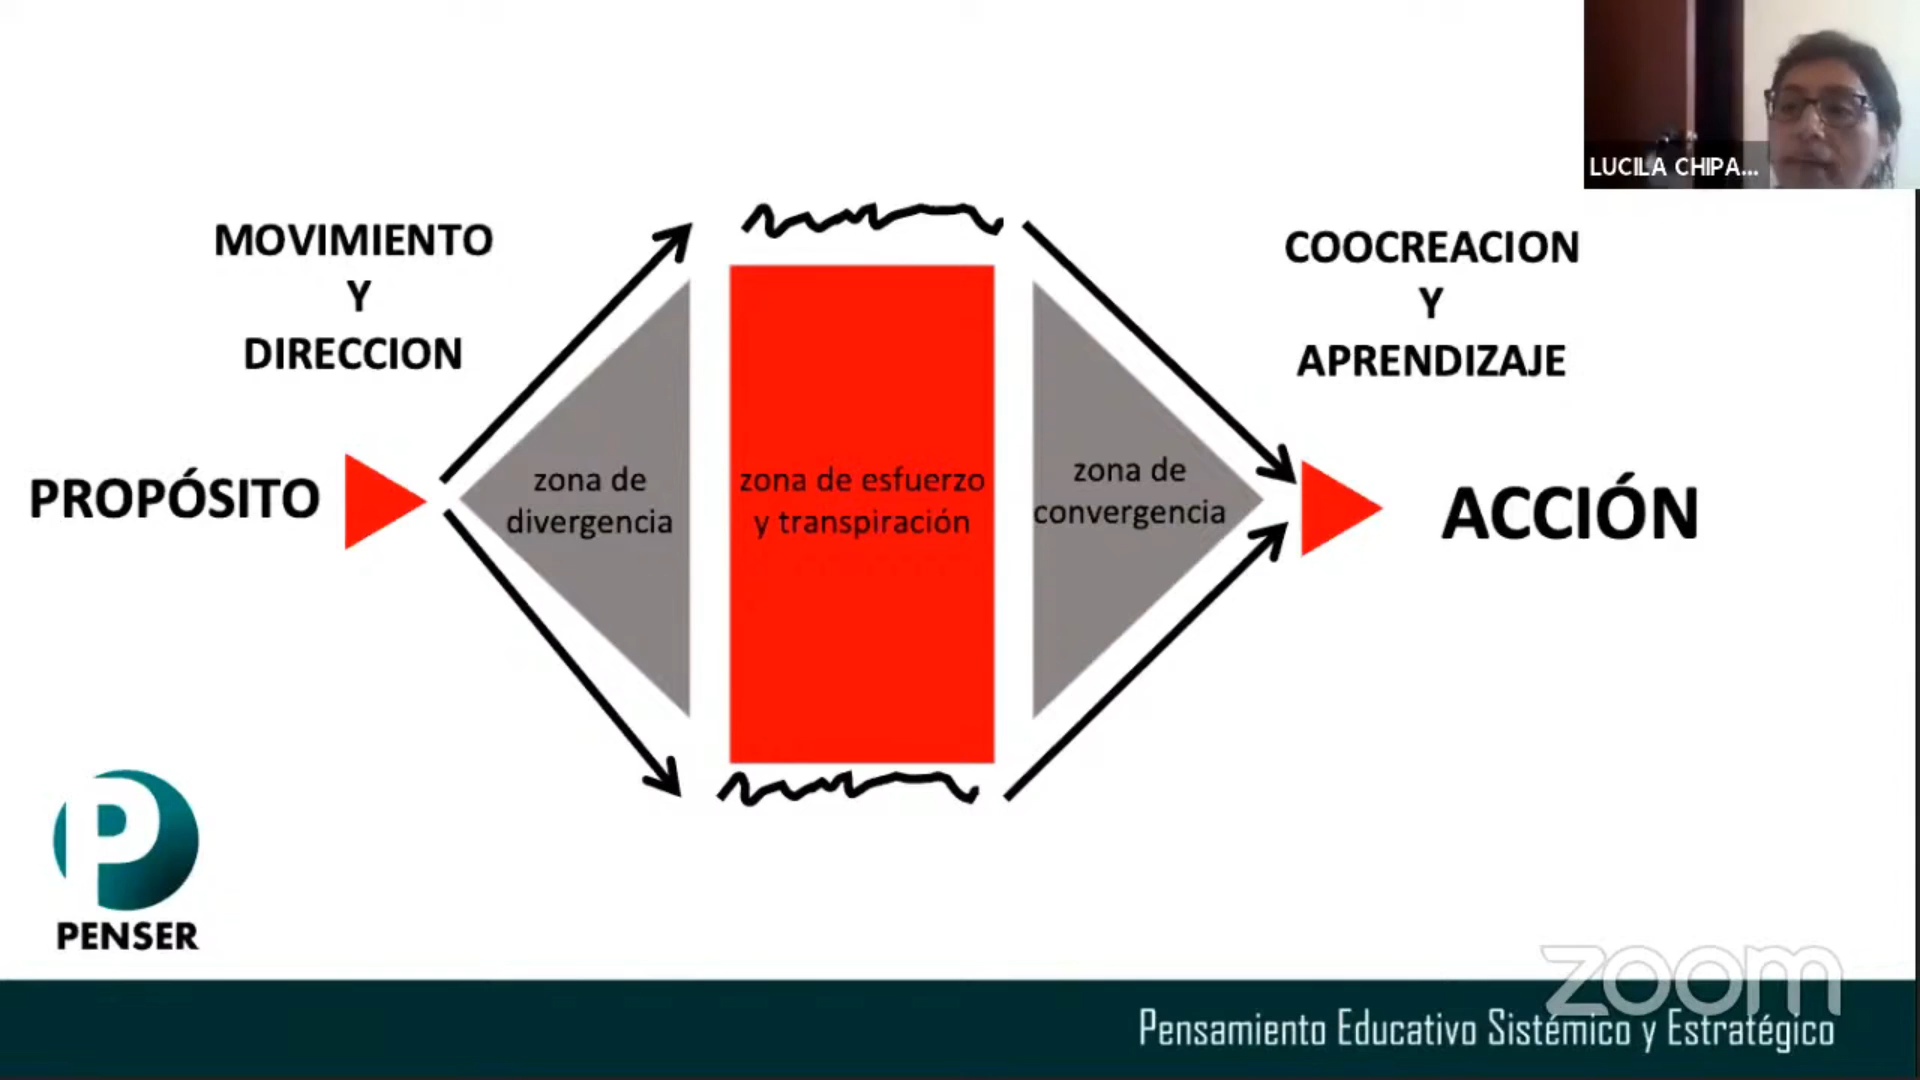 LUCILA CHIPA...
MOVIMIENTO
Y
DIRECCION
COOCREACION
Y
APRENDIZAJE
PROPÓSITO
zona de
divergencia
zona de esfuerzo
y transpiración
zona de
convergencia
ACCIÓN
P
PENSER
zoom
Pensamiento Educativo Sistémico y Estratégico